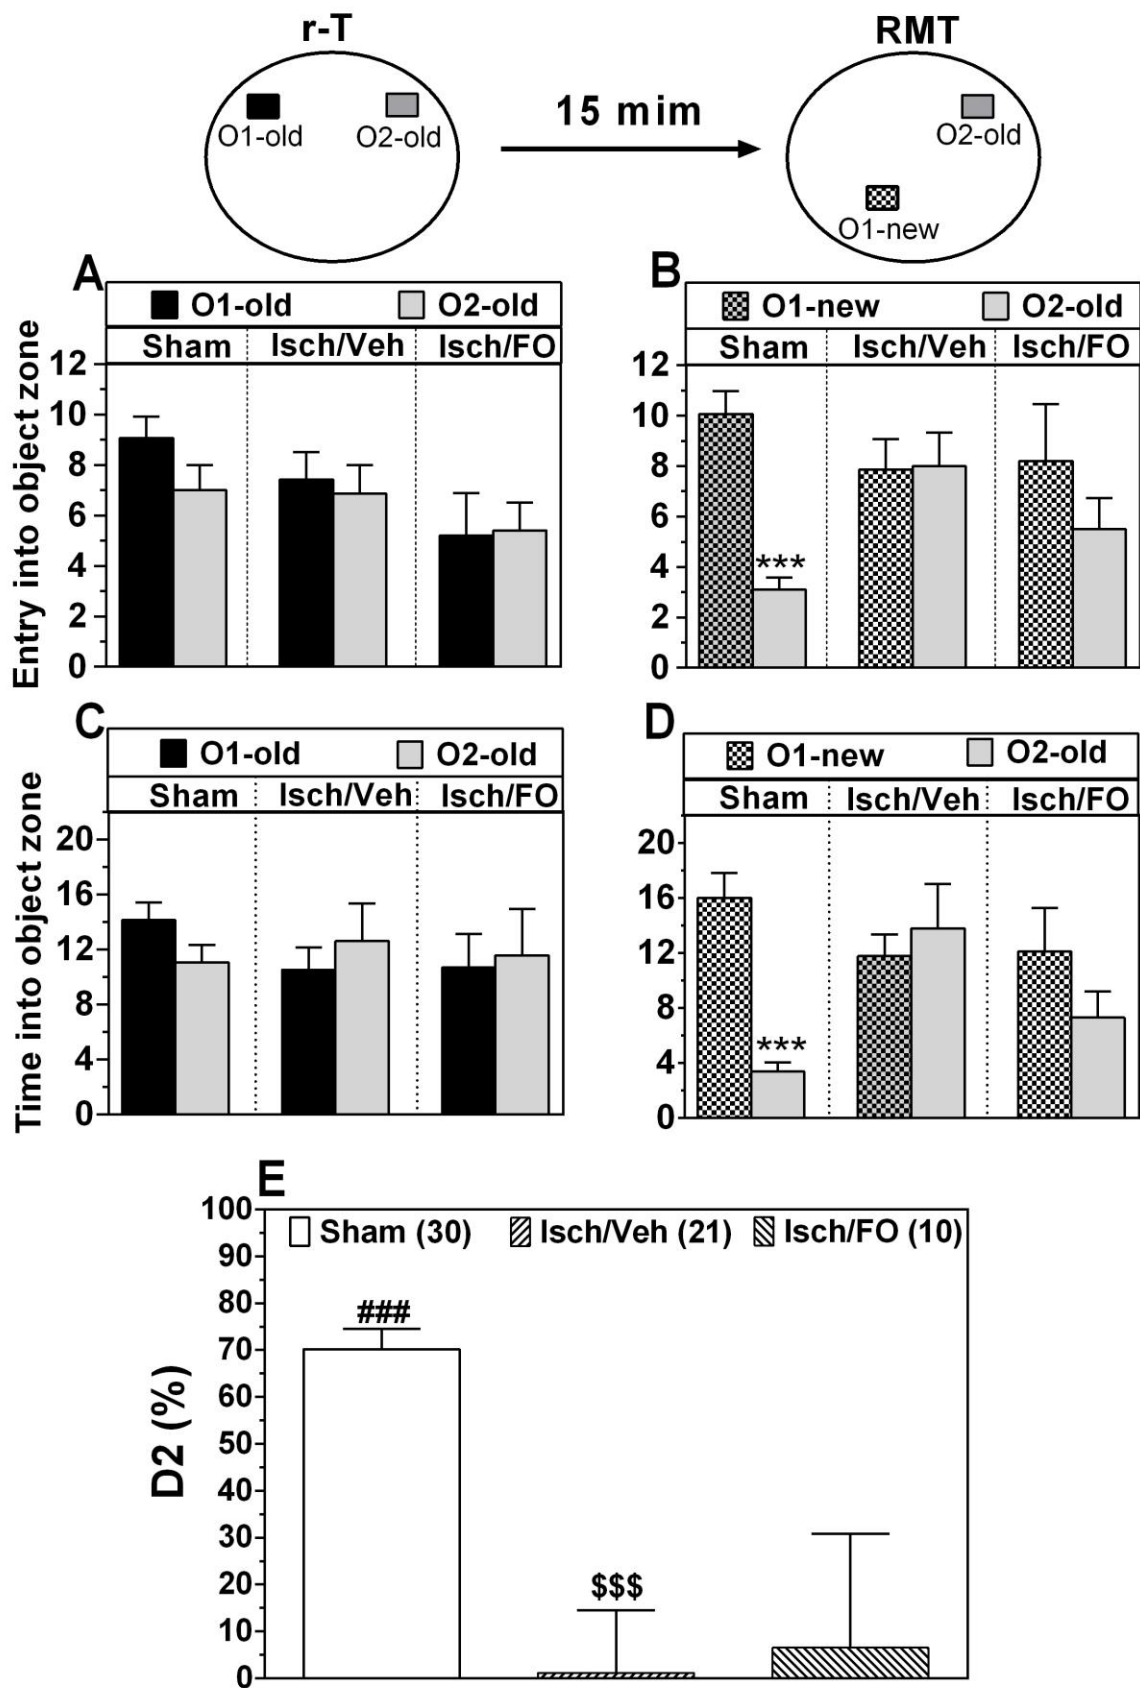 r-T
RMT
O1-old
O2-old
15 mim
O2-old
O1-new
A
O1-old
O2-old
Sham
Isch/Veh
Isch/FO
Entry into object zone
12
10
8
6
4
2
0
B
O1-new
O2-old
Sham
Isch/Veh
Isch/FO
12
10
8
6
4
2
0
***
C
O1-old
O2-old
Sham
Isch/Veh
Isch/FO
Time into object zone
20
16
12
8
4
0
D
O1-new
O2-old
Sham
Isch/Veh
Isch/FO
20
16
12
8
4
0
***
E
Sham (30)
Isch/Veh (21)
Isch/FO (10)
D2 (%)
100
90
80
70
60
50
40
30
20
10
0
###
$$$